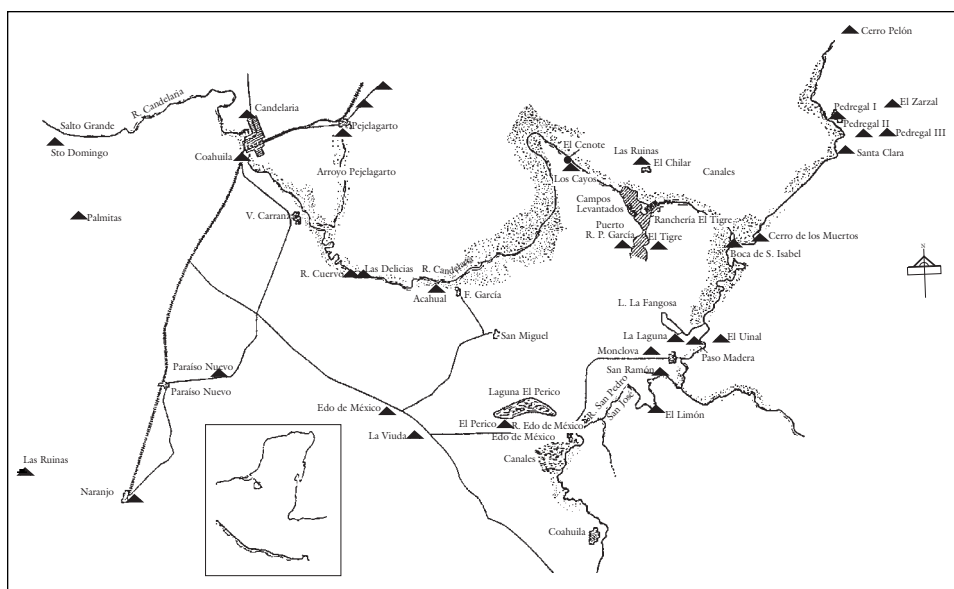 Cerro Pelón
R. Candelaria
Candelaria
El Zarzal
Pedregal I
Salto Grande
Pejelagarto
Pedregal II
Pedregal III
Sto Domingo
El Cenote
Las Ruinas
Santa Clara
Coahuila
El Chilar
Canales
Arroyo Pejelagarto
Los Cayos
Palmitas
V. Carranz
Campos
Levantados
Ranchería El Tigre
Puerto
R. P. García
El Tigre
Cerro de los Muertos
Boca de S. Isabel
N
R. Cuervo
Las Delicias
R. Candelaria
Acahual
F. García
L. La Fangosa
San Miguel
La Laguna
El Uinal
Monclova
Paso Madera
Paraíso Nuevo
San Ramón
Paraíso Nuevo
Laguna El Perico
R. San Pedro
San José
Edo de México
El Limón
El Perico
R. Edo de México
La Viuda
Edo de México
Canales
Las Ruinas
Naranjo
Coahuila